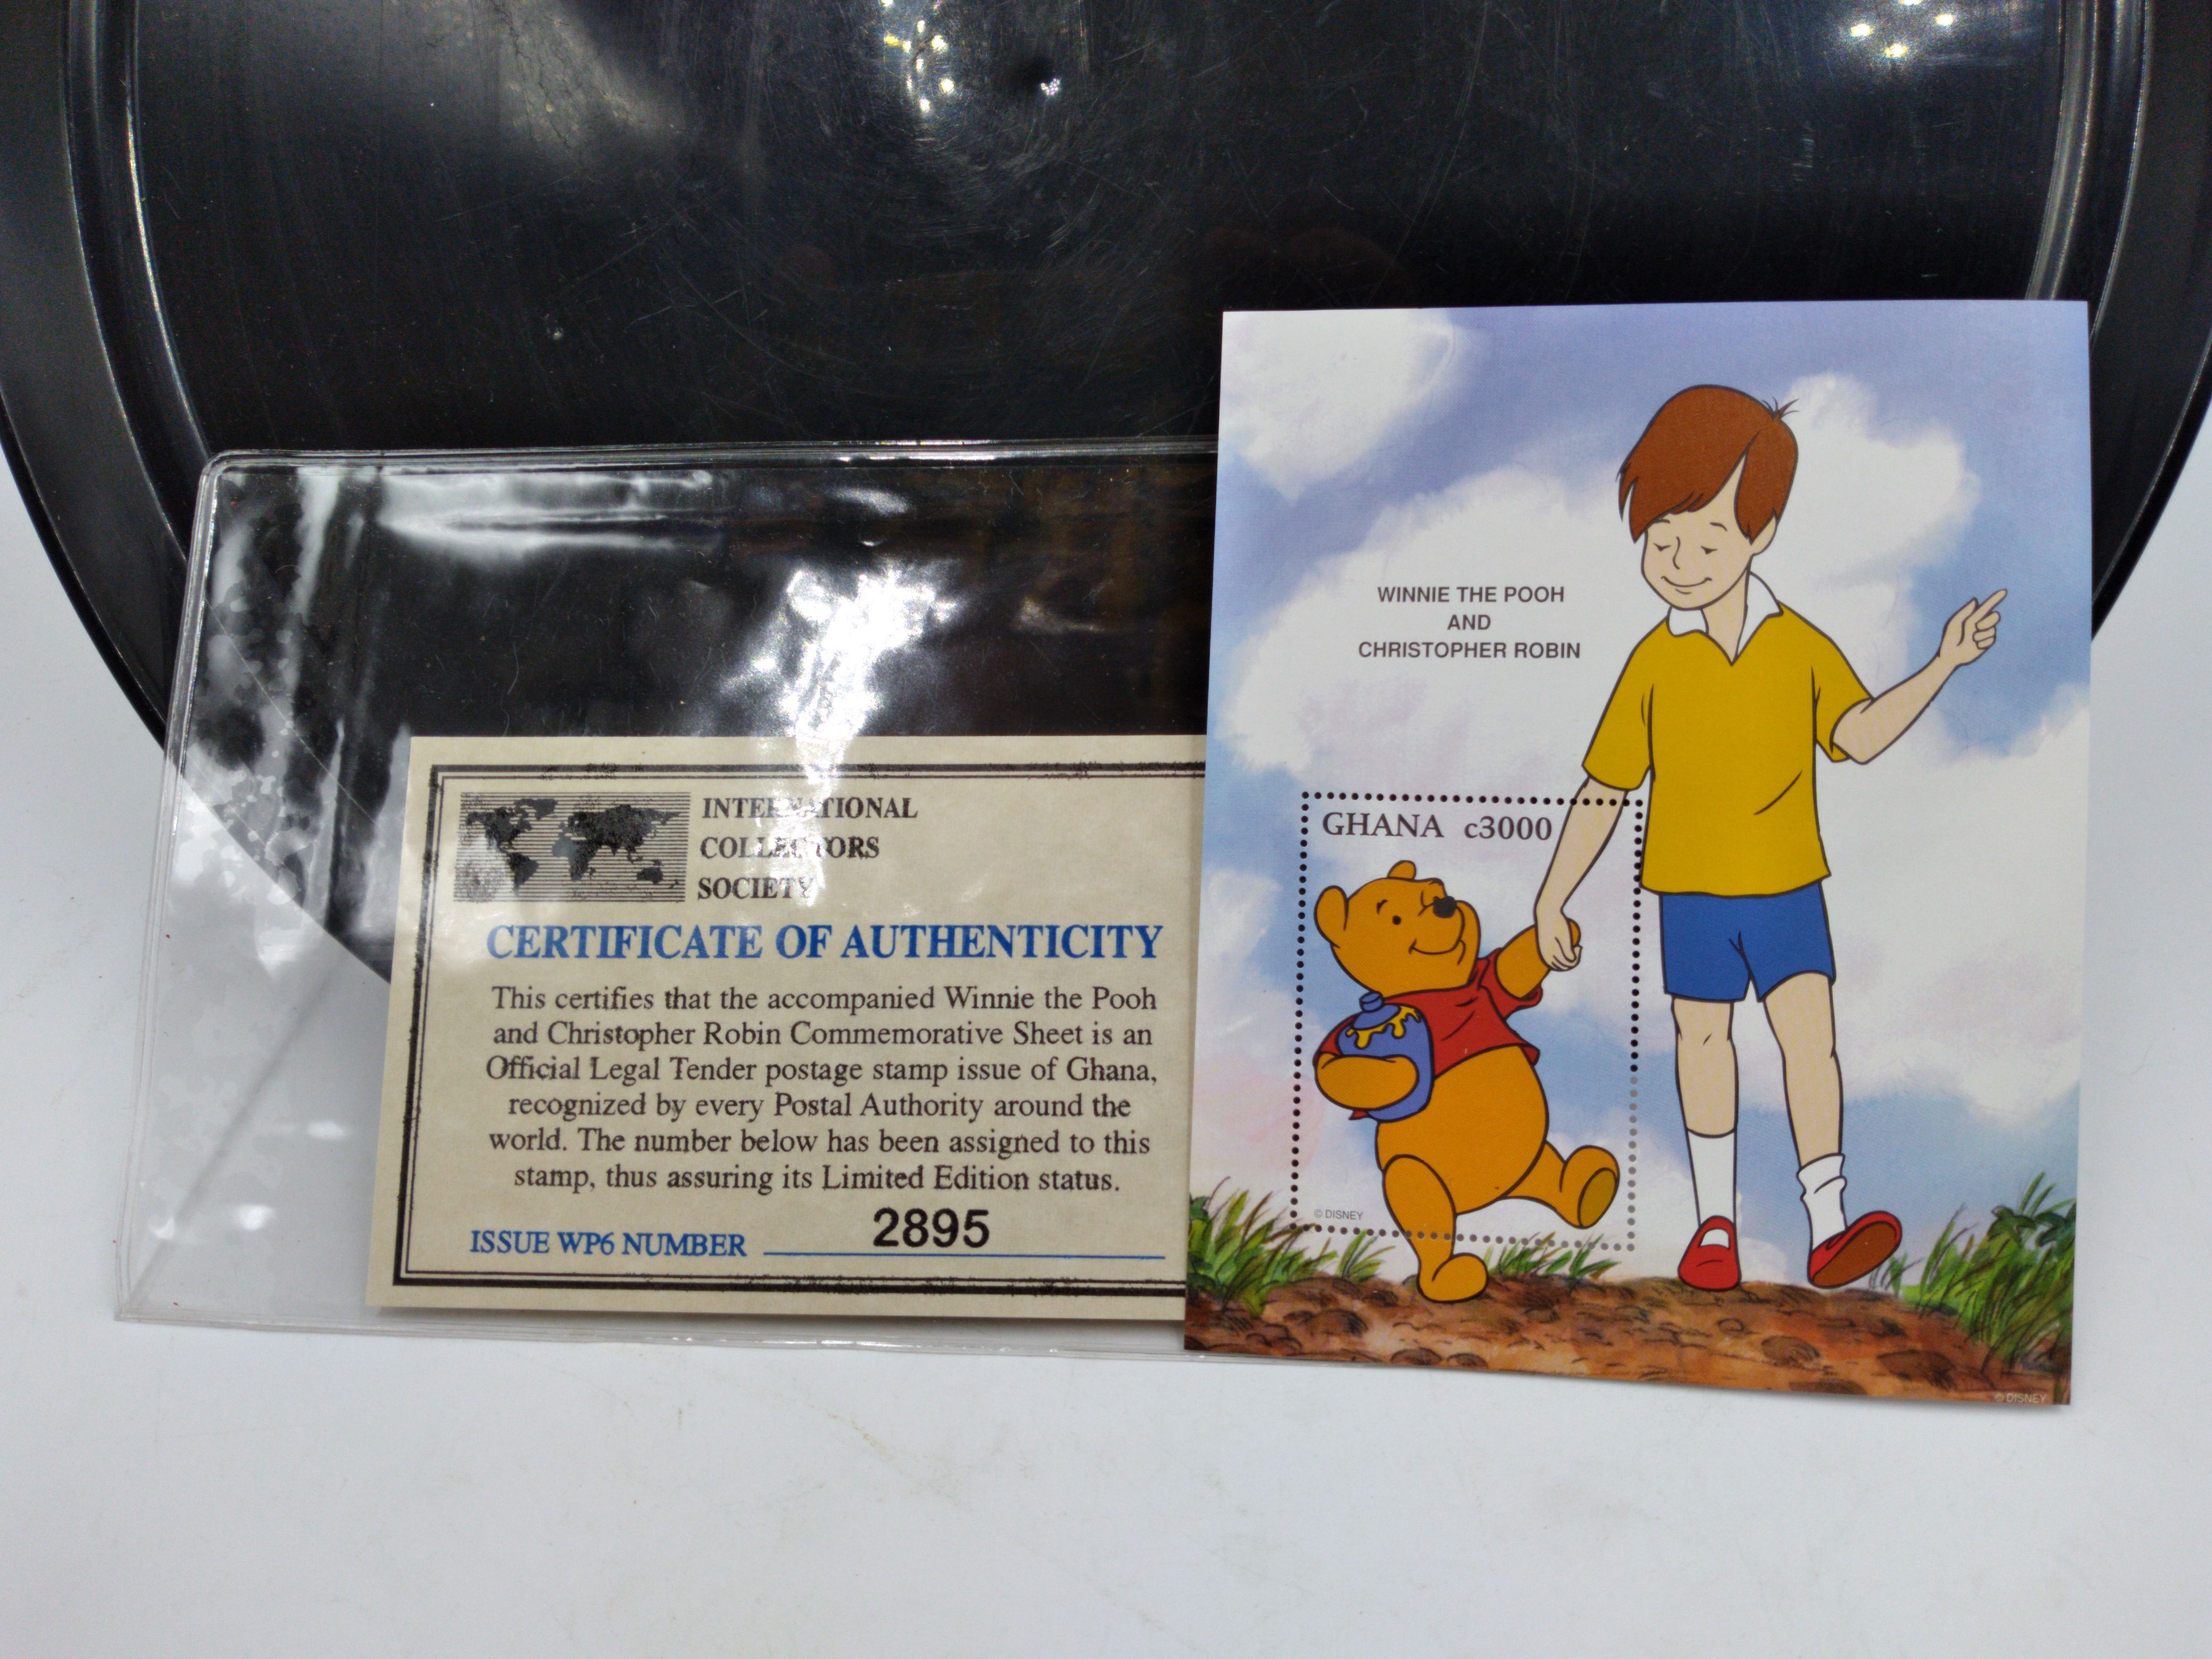 INTERNATIONAL
COLLECTORS
SOCIETY
CERTIFICATE OF AUTHENTICITY
This certifies that the accompanied Winnie the Pooh
and Christopher Robin Commemorative Sheet is an
Official Legal Tender postage stamp issue of Ghana,
recognized by every Postal Authority around the
world. The number below has been assigned to this
stamp, thus assuring its Limited Edition status.
ISSUE WP6 NUMBER 2895
WINNIE THE POOH
AND
CHRISTOPHER ROBIN
GHANA c3000
© DISNEY
© DISNEY